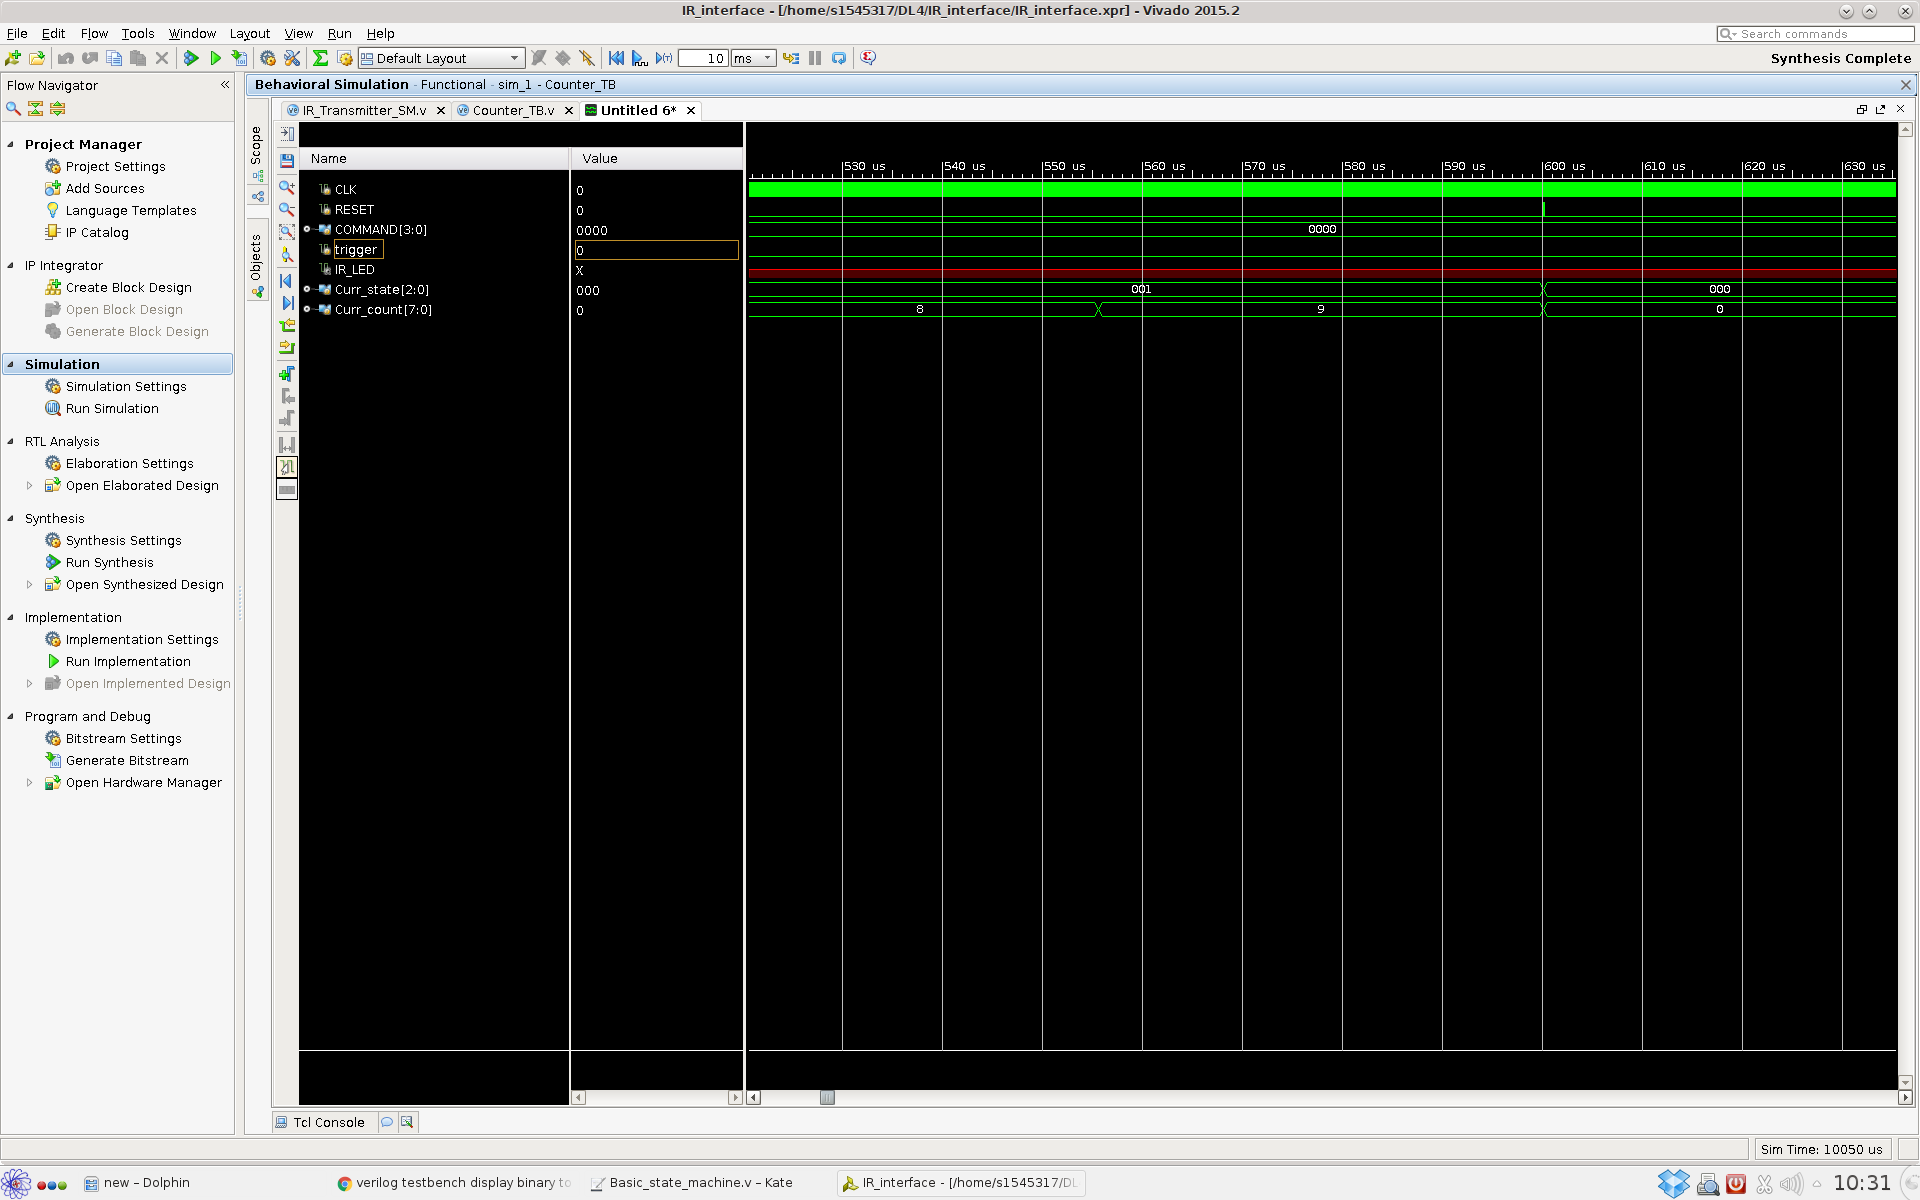 IR_interface - [/home/s1545317/DL4/IR_interface/IR_interface.xpr] - Vivado 2015.2
File Edit Flow Tools Window Layout View Run Help
Search commands
Default Layout
10 ms
Synthesis Complete
Flow Navigator
Project Manager
Project Settings
Add Sources
Language Templates
IP Catalog
IP Integrator
Create Block Design
Open Block Design
Generate Block Design
Simulation
Simulation Settings
Run Simulation
RTL Analysis
Elaboration Settings
Open Elaborated Design
Synthesis
Synthesis Settings
Run Synthesis
Open Synthesized Design
Implementation
Implementation Settings
Run Implementation
Open Implemented Design
Program and Debug
Bitstream Settings
Generate Bitstream
Open Hardware Manager
Behavioral Simulation - Functional - sim_1 - Counter_TB
IR_Transmitter_SM.v Counter_TB.v Untitled 6*
Scope
Objects
Name Value
530 us 540 us 550 us 560 us 570 us 580 us 590 us 600 us 610 us 620 us 630 us
CLK 0
RESET 0
COMMAND[3:0] 0000 0000
trigger 0
IR_LED X
Curr_state[2:0] 000 001 000
Curr_count[7:0] 0 8 9 0
Tcl Console
Sim Time: 10050 us
new – Dolphin
verilog testbench display binary to
Basic_state_machine.v – Kate
IR_interface - [/home/s1545317/DL
10:31